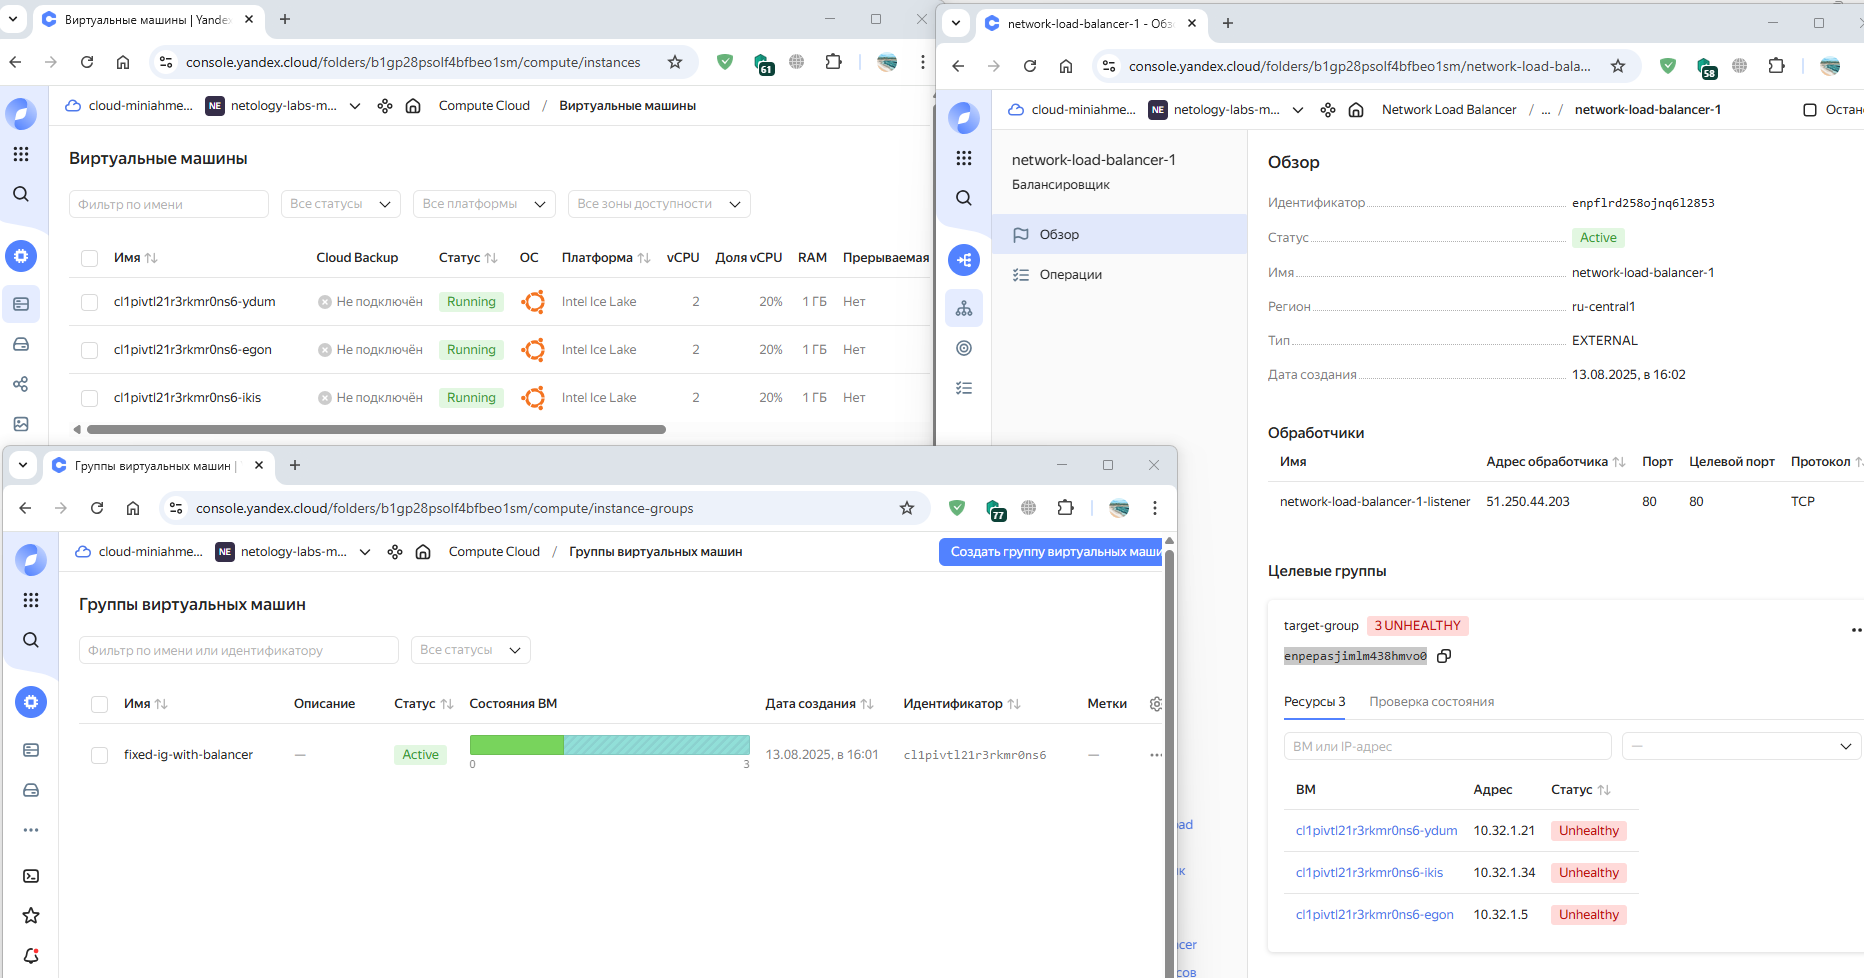 Виртуальные машины | Yande
console.yandex.cloud/folders/b1gp28psolf4bfbeo1sm/compute/instances
61
cloud-miniahme...
NE
netology-labs-m...
Compute Cloud / Виртуальные машины
Виртуальные машины
Фильтр по имени
Все статусы
Все платформы
Все зоны доступности
Имя Cloud Backup Статус ОС Платформа vCPU Доля vCPU RAM Прерываемая
cl1pivtl21r3rkmr0ns6-ydum Не подключён Running Intel Ice Lake 2 20% 1 ГБ Нет
cl1pivtl21r3rkmr0ns6-egon Не подключён Running Intel Ice Lake 2 20% 1 ГБ Нет
cl1pivtl21r3rkmr0ns6-ikis Не подключён Running Intel Ice Lake 2 20% 1 ГБ Нет
Группы виртуальных машин |
console.yandex.cloud/folders/b1gp28psolf4bfbeo1sm/compute/instance-groups
77
cloud-miniahme...
NE
netology-labs-m...
Compute Cloud / Группы виртуальных машин
Создать группу виртуальных маши
Группы виртуальных машин
Фильтр по имени или идентификатору
Все статусы
Имя Описание Статус Состояния ВМ Дата создания Идентификатор Метки
fixed-ig-with-balancer — Active 13.08.2025, в 16:01 cl1pivtl21r3rkmr0ns6 —
0 3
network-load-balancer-1 - Обз
console.yandex.cloud/folders/b1gp28psolf4bfbeo1sm/network-load-bala...
58
cloud-miniahme...
NE
netology-labs-m...
Network Load Balancer / ... / network-load-balancer-1
Остан
network-load-balancer-1
Балансировщик
Обзор
Операции
Обзор
Идентификатор enpflrd258ojnq6l2853
Статус Active
Имя network-load-balancer-1
Регион ru-central1
Тип EXTERNAL
Дата создания 13.08.2025, в 16:02
Обработчики
Имя Адрес обработчика Порт Целевой порт Протокол
network-load-balancer-1-listener 51.250.44.203 80 80 TCP
Целевые группы
target-group 3 UNHEALTHY
enpepasjimlm438hmvo0
Ресурсы 3 Проверка состояния
ВМ или IP-адрес
—
ВМ Адрес Статус
cl1pivtl21r3rkmr0ns6-ydum 10.32.1.21 Unhealthy
cl1pivtl21r3rkmr0ns6-ikis 10.32.1.34 Unhealthy
cl1pivtl21r3rkmr0ns6-egon 10.32.1.5 Unhealthy
oad
к
ncer
сов